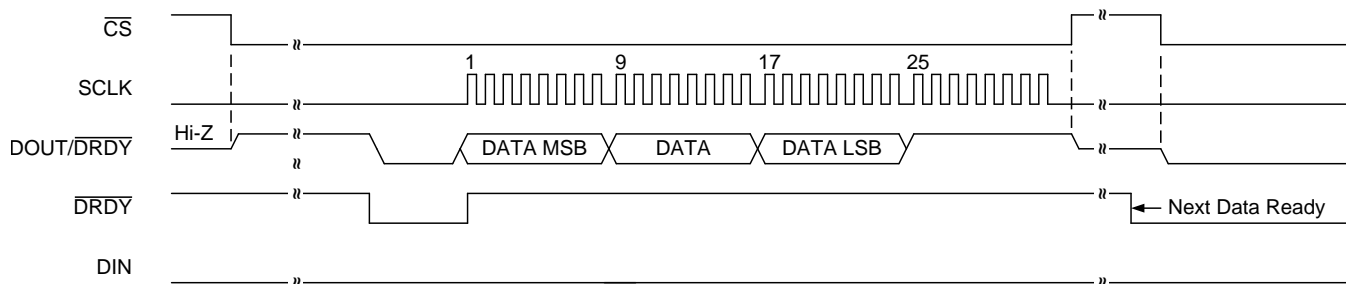 CS
1 9 17 25
SCLK
Hi-Z
DOUT/DRDY
DATA MSB DATA DATA LSB
DRDY
Next Data Ready
DIN